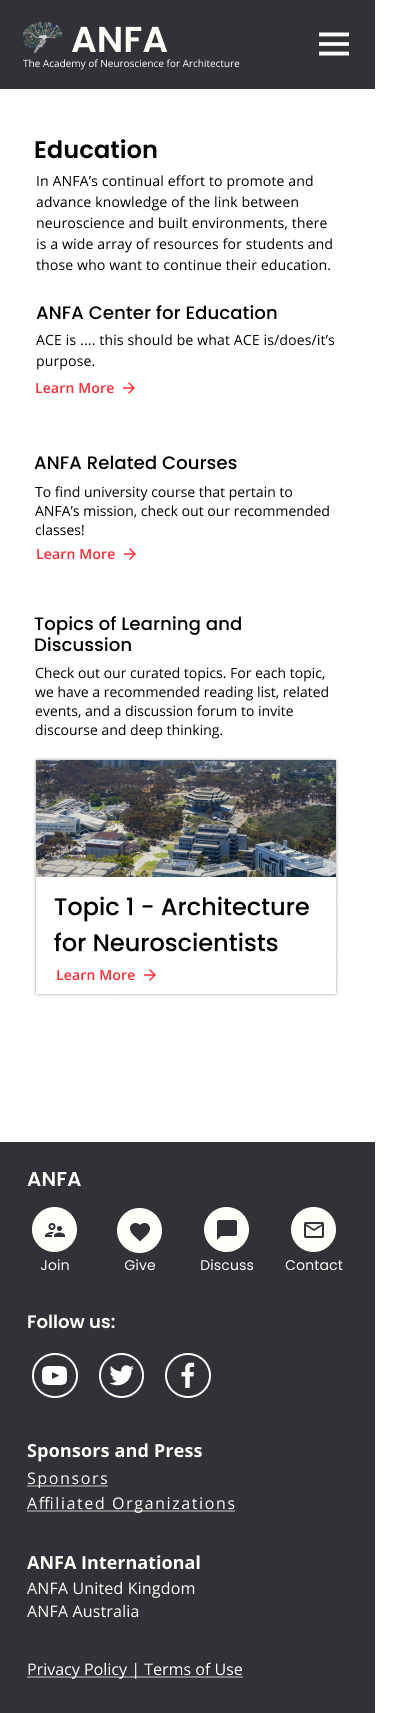 ANFA
The Academy of Neuroscience for Architecture
Education
In ANFA's continual effort to promote and
advance knowledge of the link between
neuroscience and built environments, there
is a wide array of resources for students and
those who want to continue their education.
ANFA Center for Education
ACE is .... this should be what ACE is/does/it's
purpose.
Learn More
ANFA Related Courses
To find university course that pertain to
ANFA's mission, check out our recommended
classes!
Learn More
Topics of Learning and
Discussion
Check out our curated topics. For each topic,
we have a recommended reading list, related
events, and a discussion forum to invite
discourse and deep thinking.
Topic 1 - Architecture
for Neuroscientists
Learn More
ANFA
Join Give Discuss Contact
Follow us:
Sponsors and Press
Sponsors
Affiliated Organizations
ANFA International
ANFA United Kingdom
ANFA Australia
Privacy Policy | Terms of Use